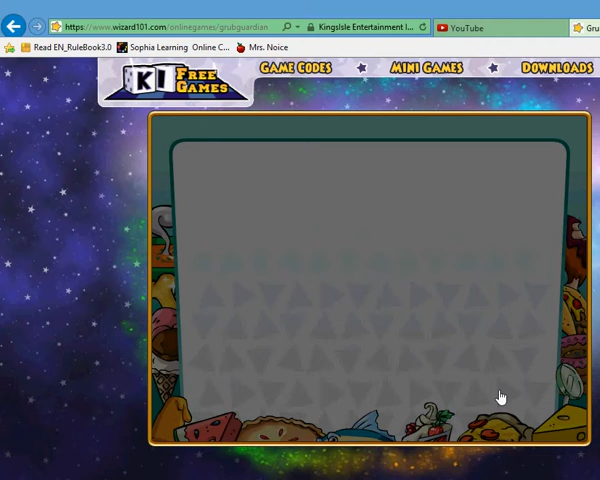 https://www.wizard101.com/onlinegames/grubguardian
KingsIsle Entertainment I...
YouTube
Gru
Read EN_RuleBook3.0
Sophia Learning Online C...
Mrs. Noice
KI FREE GAMES
GAME CODES
MINI GAMES
DOWNLOADS